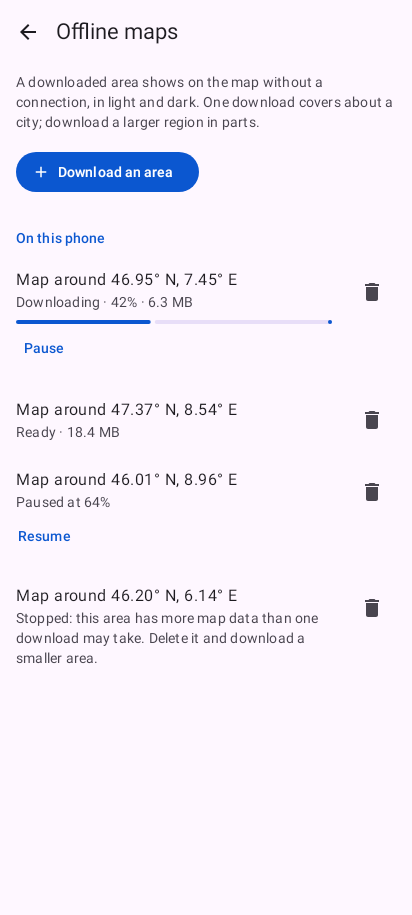 Offline maps
A downloaded area shows on the map without a
connection, in light and dark. One download covers about a
city; download a larger region in parts.
Download an area
On this phone
Map around 46.95° N, 7.45° E
Downloading · 42% · 6.3 MB
Pause
Map around 47.37° N, 8.54° E
Ready · 18.4 MB
Map around 46.01° N, 8.96° E
Paused at 64%
Resume
Map around 46.20° N, 6.14° E
Stopped: this area has more map data than one
download may take. Delete it and download a
smaller area.